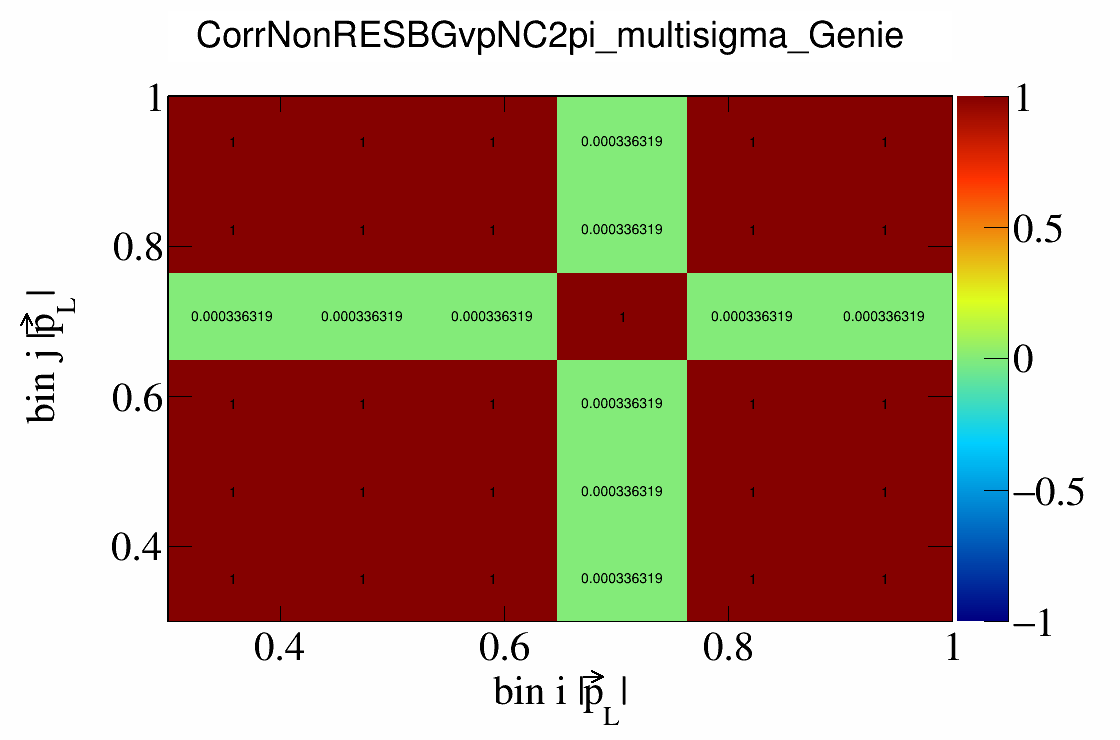 CorrNonRESBGvpNC2pi_multisigma_Genie
1
1 1 1 0.000336319 1 1
1 1 1 0.000336319 1 1
0.8
0.000336319 0.000336319 0.000336319 1 0.000336319 0.000336319
0.6
1 1 1 0.000336319 1 1
1 1 1 0.000336319 1 1
0.4
1 1 1 0.000336319 1 1
0.4 0.6 0.8 1
bin i |p⃗_L|
bin j |p⃗_L|
1
0.5
0
−0.5
−1